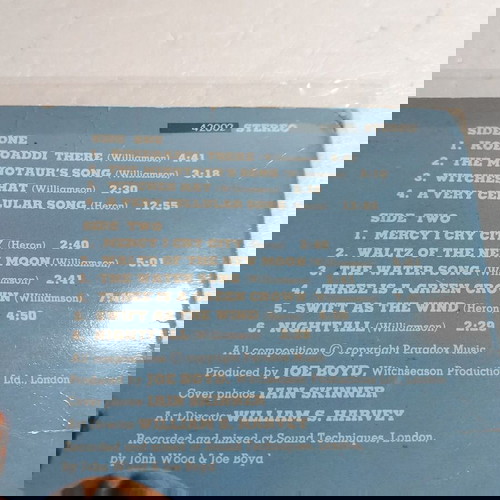 42002 STEREO
SIDE ONE
1. KOEEOADDI THERE (Williamson) 4:41
2. THE MINOTAUR'S SONG (Williamson) 3:18
3. WITCHES HAT (Williamson) 2:30
4. A VERY CELLULAR SONG (Heron) 12:55
SIDE TWO
1. MERCY I CRY CITY (Heron) 2:40
2. WALTZ OF THE NEW MOON (Williamson) 5:01
3. THE WATER SONG (Williamson) 2:41
4. THREE IS A GREEN CROWN (Williamson) 7:40
5. SWIFT AS THE WIND (Heron) 4:50
6. NIGHTFALL (Williamson) 2:29
All compositions © copyright Paradox Music
Produced by JOE BOYD, Witchseason Production
Ltd., London
Cover photos IAIN SKINNER
Art Direct: WILLIAM S. HARVEY
Recorded and mixed at Sound Techniques, London,
by John Wood & Joe Boyd